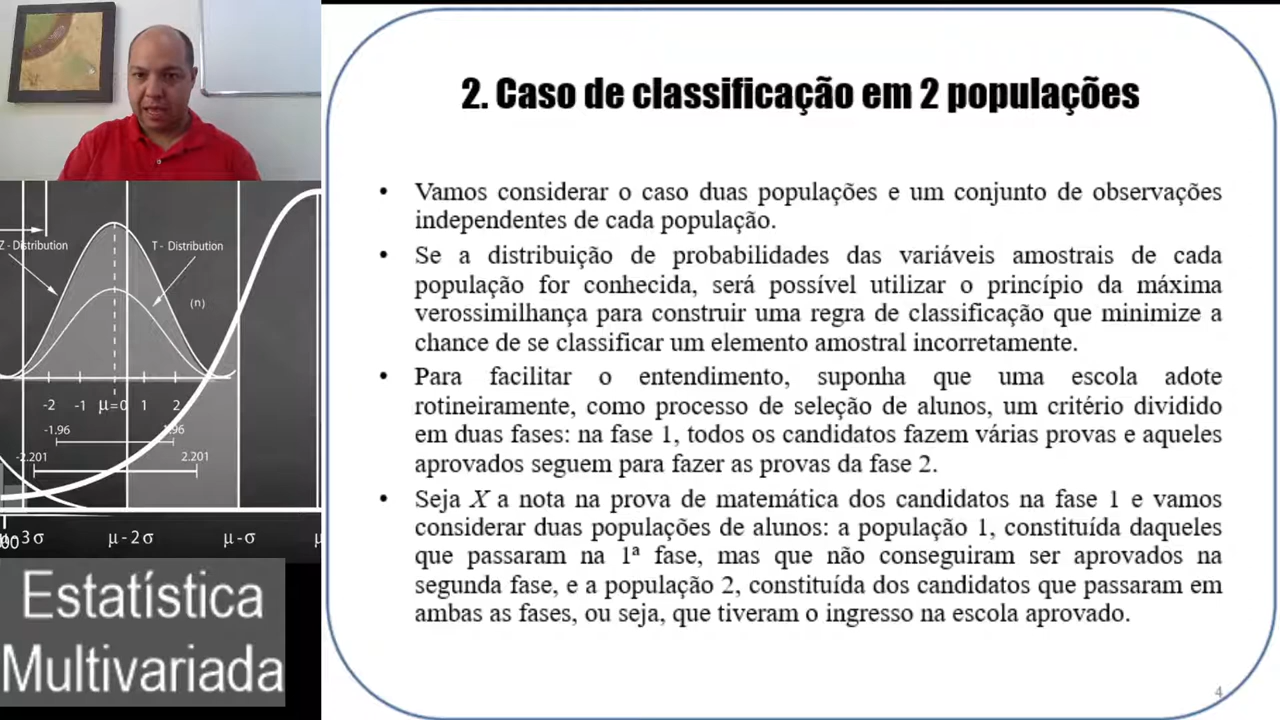 2. Caso de classificação em 2 populações
• Vamos considerar o caso duas populações e um conjunto de observações
independentes de cada população.
• Se a distribuição de probabilidades das variáveis amostrais de cada
população for conhecida, será possível utilizar o princípio da máxima
verossimilhança para construir uma regra de classificação que minimize a
chance de se classificar um elemento amostral incorretamente.
• Para facilitar o entendimento, suponha que uma escola adote
rotineiramente, como processo de seleção de alunos, um critério dividido
em duas fases: na fase 1, todos os candidatos fazem várias provas e aqueles
aprovados seguem para fazer as provas da fase 2.
• Seja X a nota na prova de matemática dos candidatos na fase 1 e vamos
considerar duas populações de alunos: a população 1, constituída daqueles
que passaram na 1ª fase, mas que não conseguiram ser aprovados na
segunda fase, e a população 2, constituída dos candidatos que passaram em
ambas as fases, ou seja, que tiveram o ingresso na escola aprovado.
4
Z - Distribution
T - Distribution
(n)
-2 -1 μ=0 1 2
-1.96 1.96
-2.201 2.201
μ-3σ μ-2σ μ-σ
Estatística
Multivariada